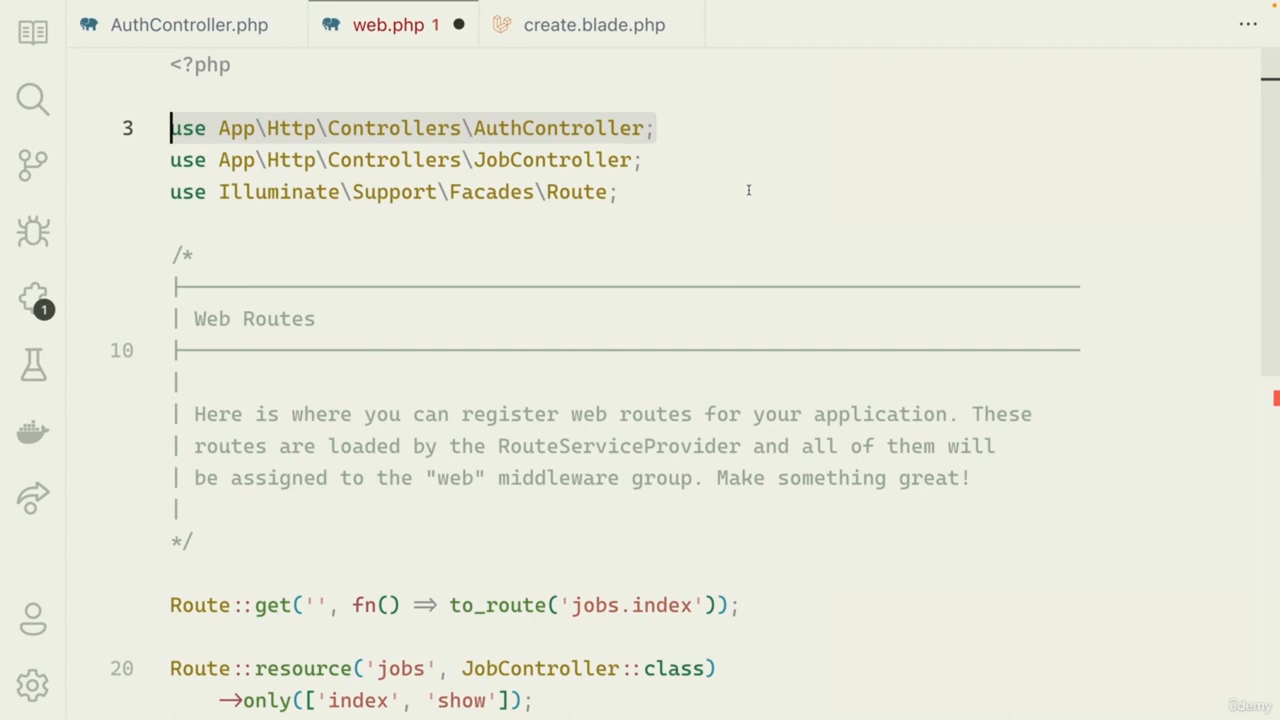 AuthController.php
web.php 1
create.blade.php
<?php
3 use App\Http\Controllers\AuthController;
use App\Http\Controllers\JobController;
use Illuminate\Support\Facades\Route;
/*
|
| Web Routes
10 |
|
| Here is where you can register web routes for your application. These
| routes are loaded by the RouteServiceProvider and all of them will
| be assigned to the "web" middleware group. Make something great!
|
*/
Route::get('', fn() => to_route('jobs.index'));
20 Route::resource('jobs', JobController::class)
->only(['index', 'show']);
1
ûdemy